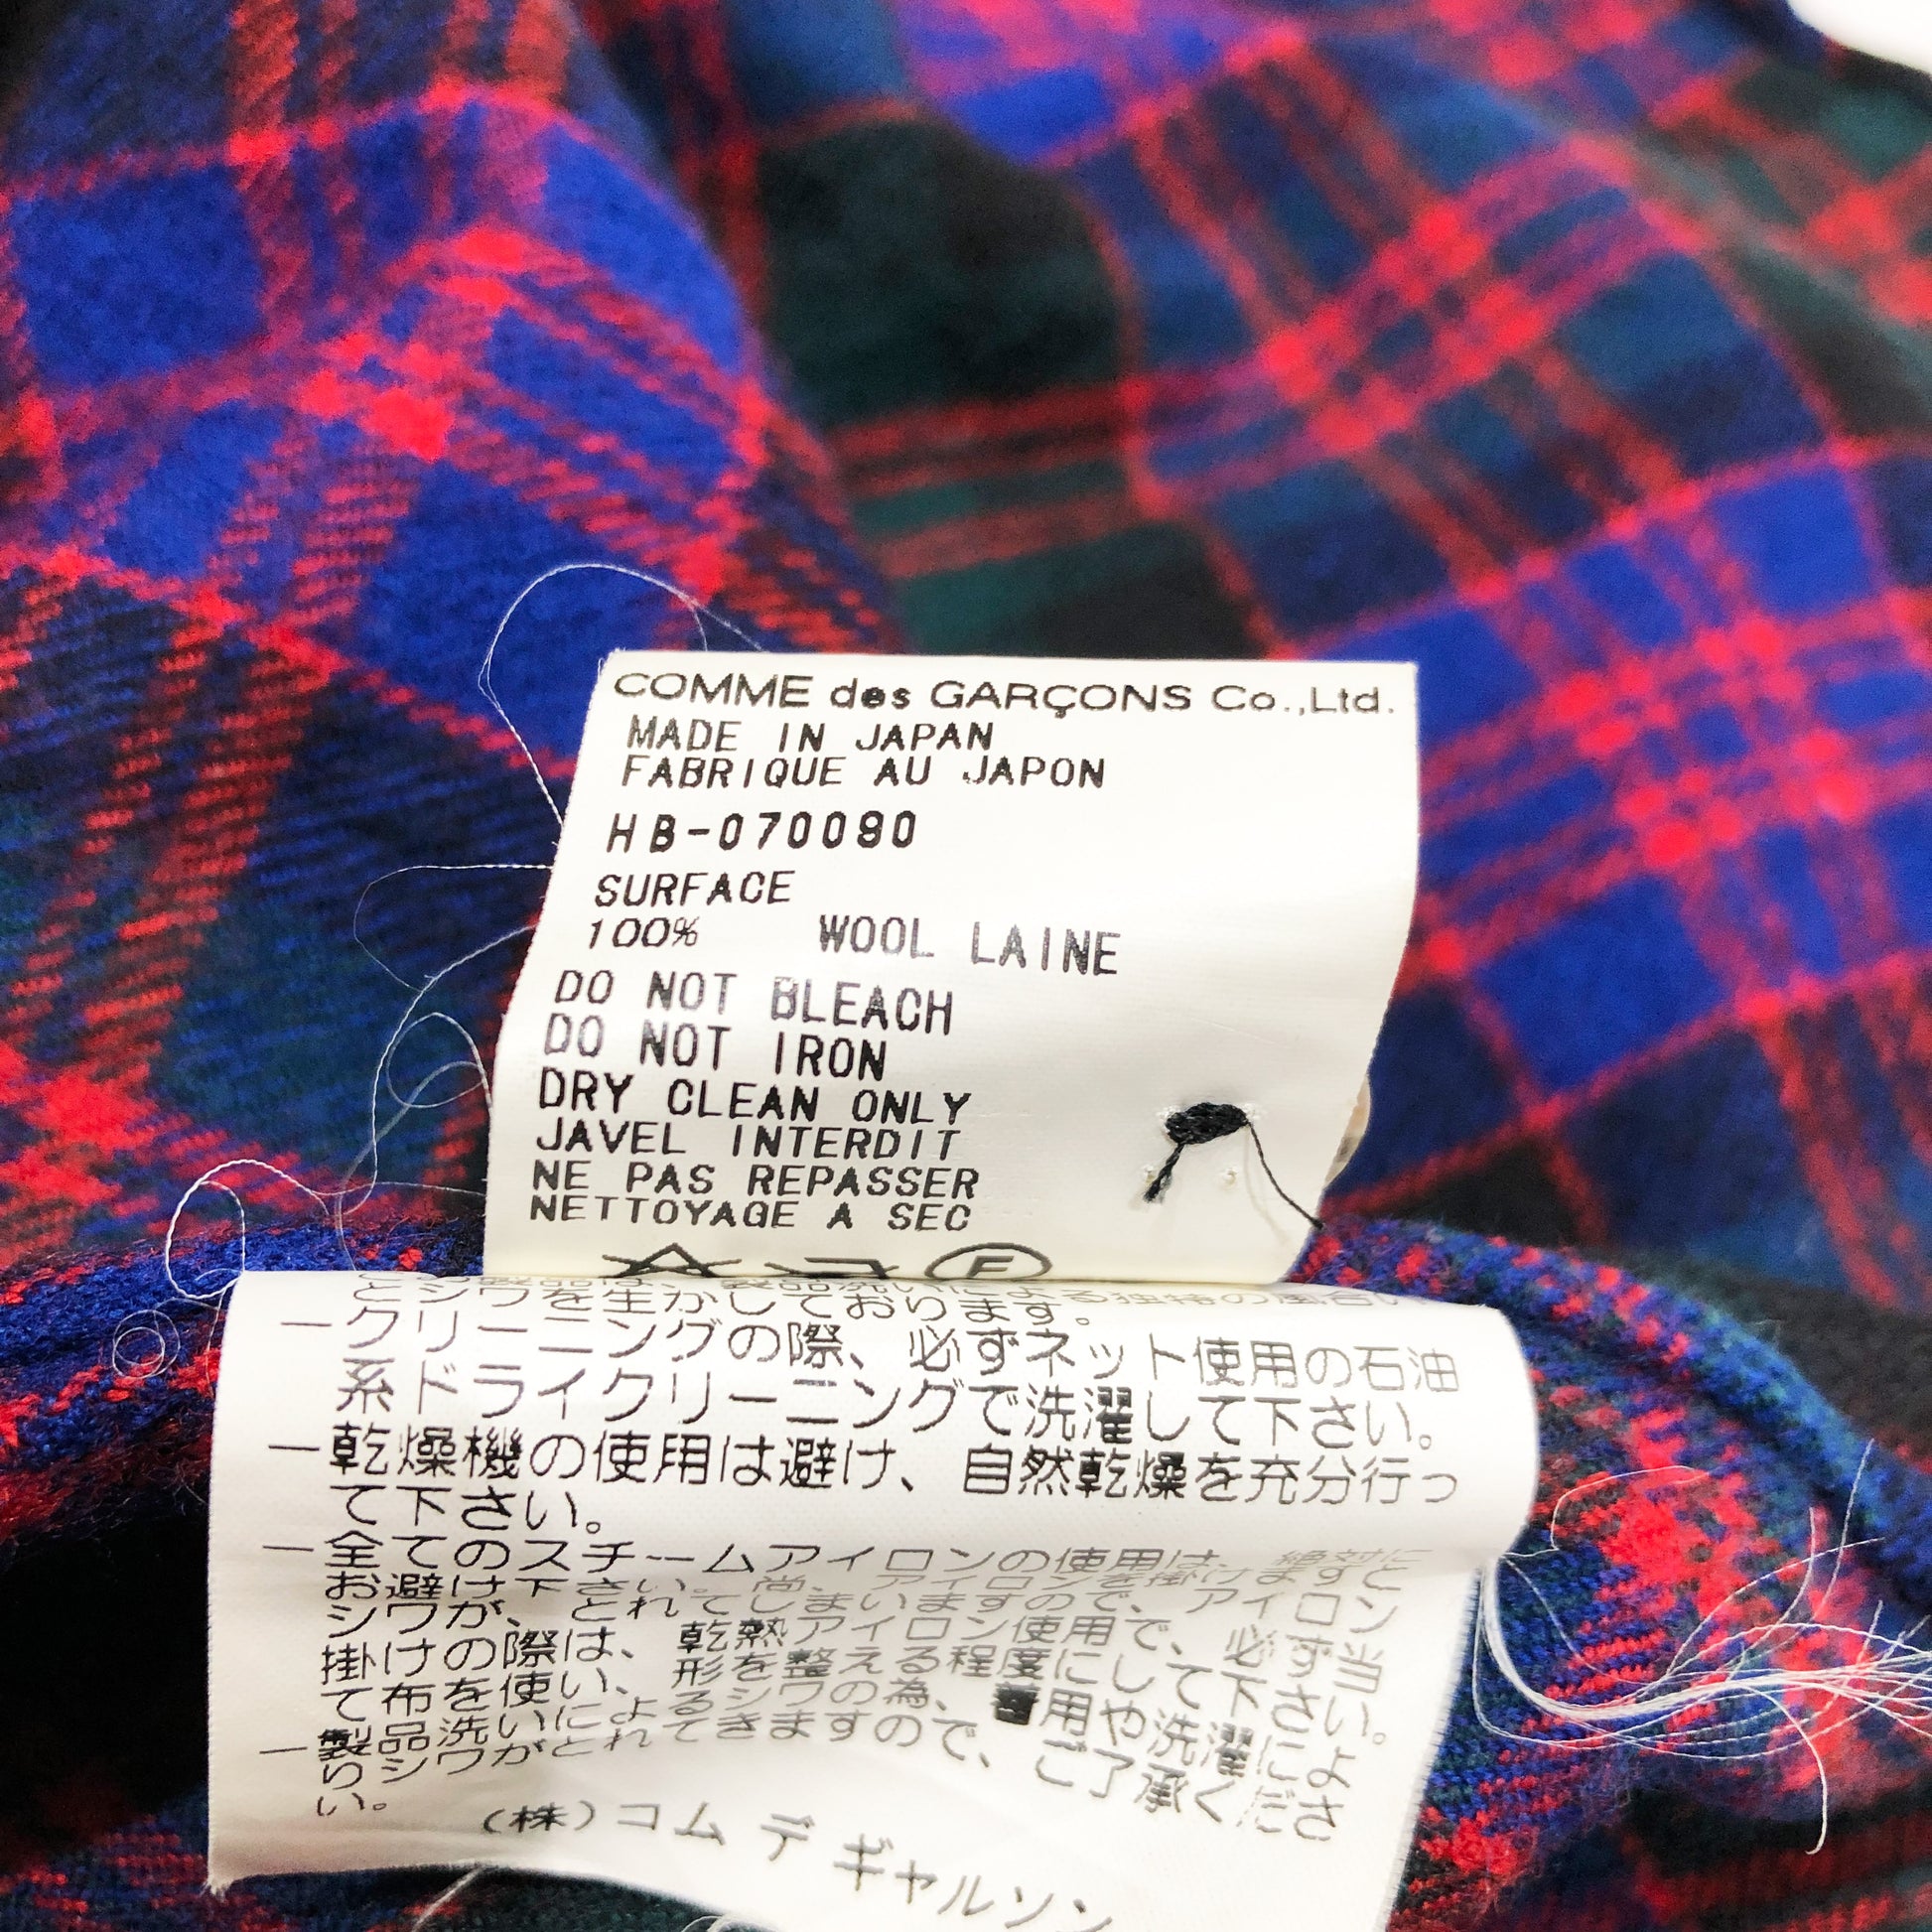 COMME des GARÇONS Co.,Ltd.
MADE IN JAPAN
FABRIQUE AU JAPON
HB-070080
SURFACE
100% WOOL LAINE
DO NOT BLEACH
DO NOT IRON
DRY CLEAN ONLY
JAVEL INTERDIT
NE PAS REPASSER
NETTOYAGE A SEC
とシワを生かしております。
ークリーニングの際、必ずネット使用の石油
系ドライクリーニングで洗濯して下さい。
ー乾燥機の使用は避け、自然乾燥を充分行っ
て下さい。
ー全てのスチームアイロンの使用は、絶対に
お避け下さい。尚、アイロンを掛けますと
シワが、とれてしまいますので、アイロン
掛けの際は、乾熱アイロン使用で、必ず当
て布を使い、形を整える程度にして下さい。
ー製品洗いによるシワの為、着用や洗濯によ
りシワがとれてきますので、ご了承くださ
い。
(株)コム デ ギャルソン